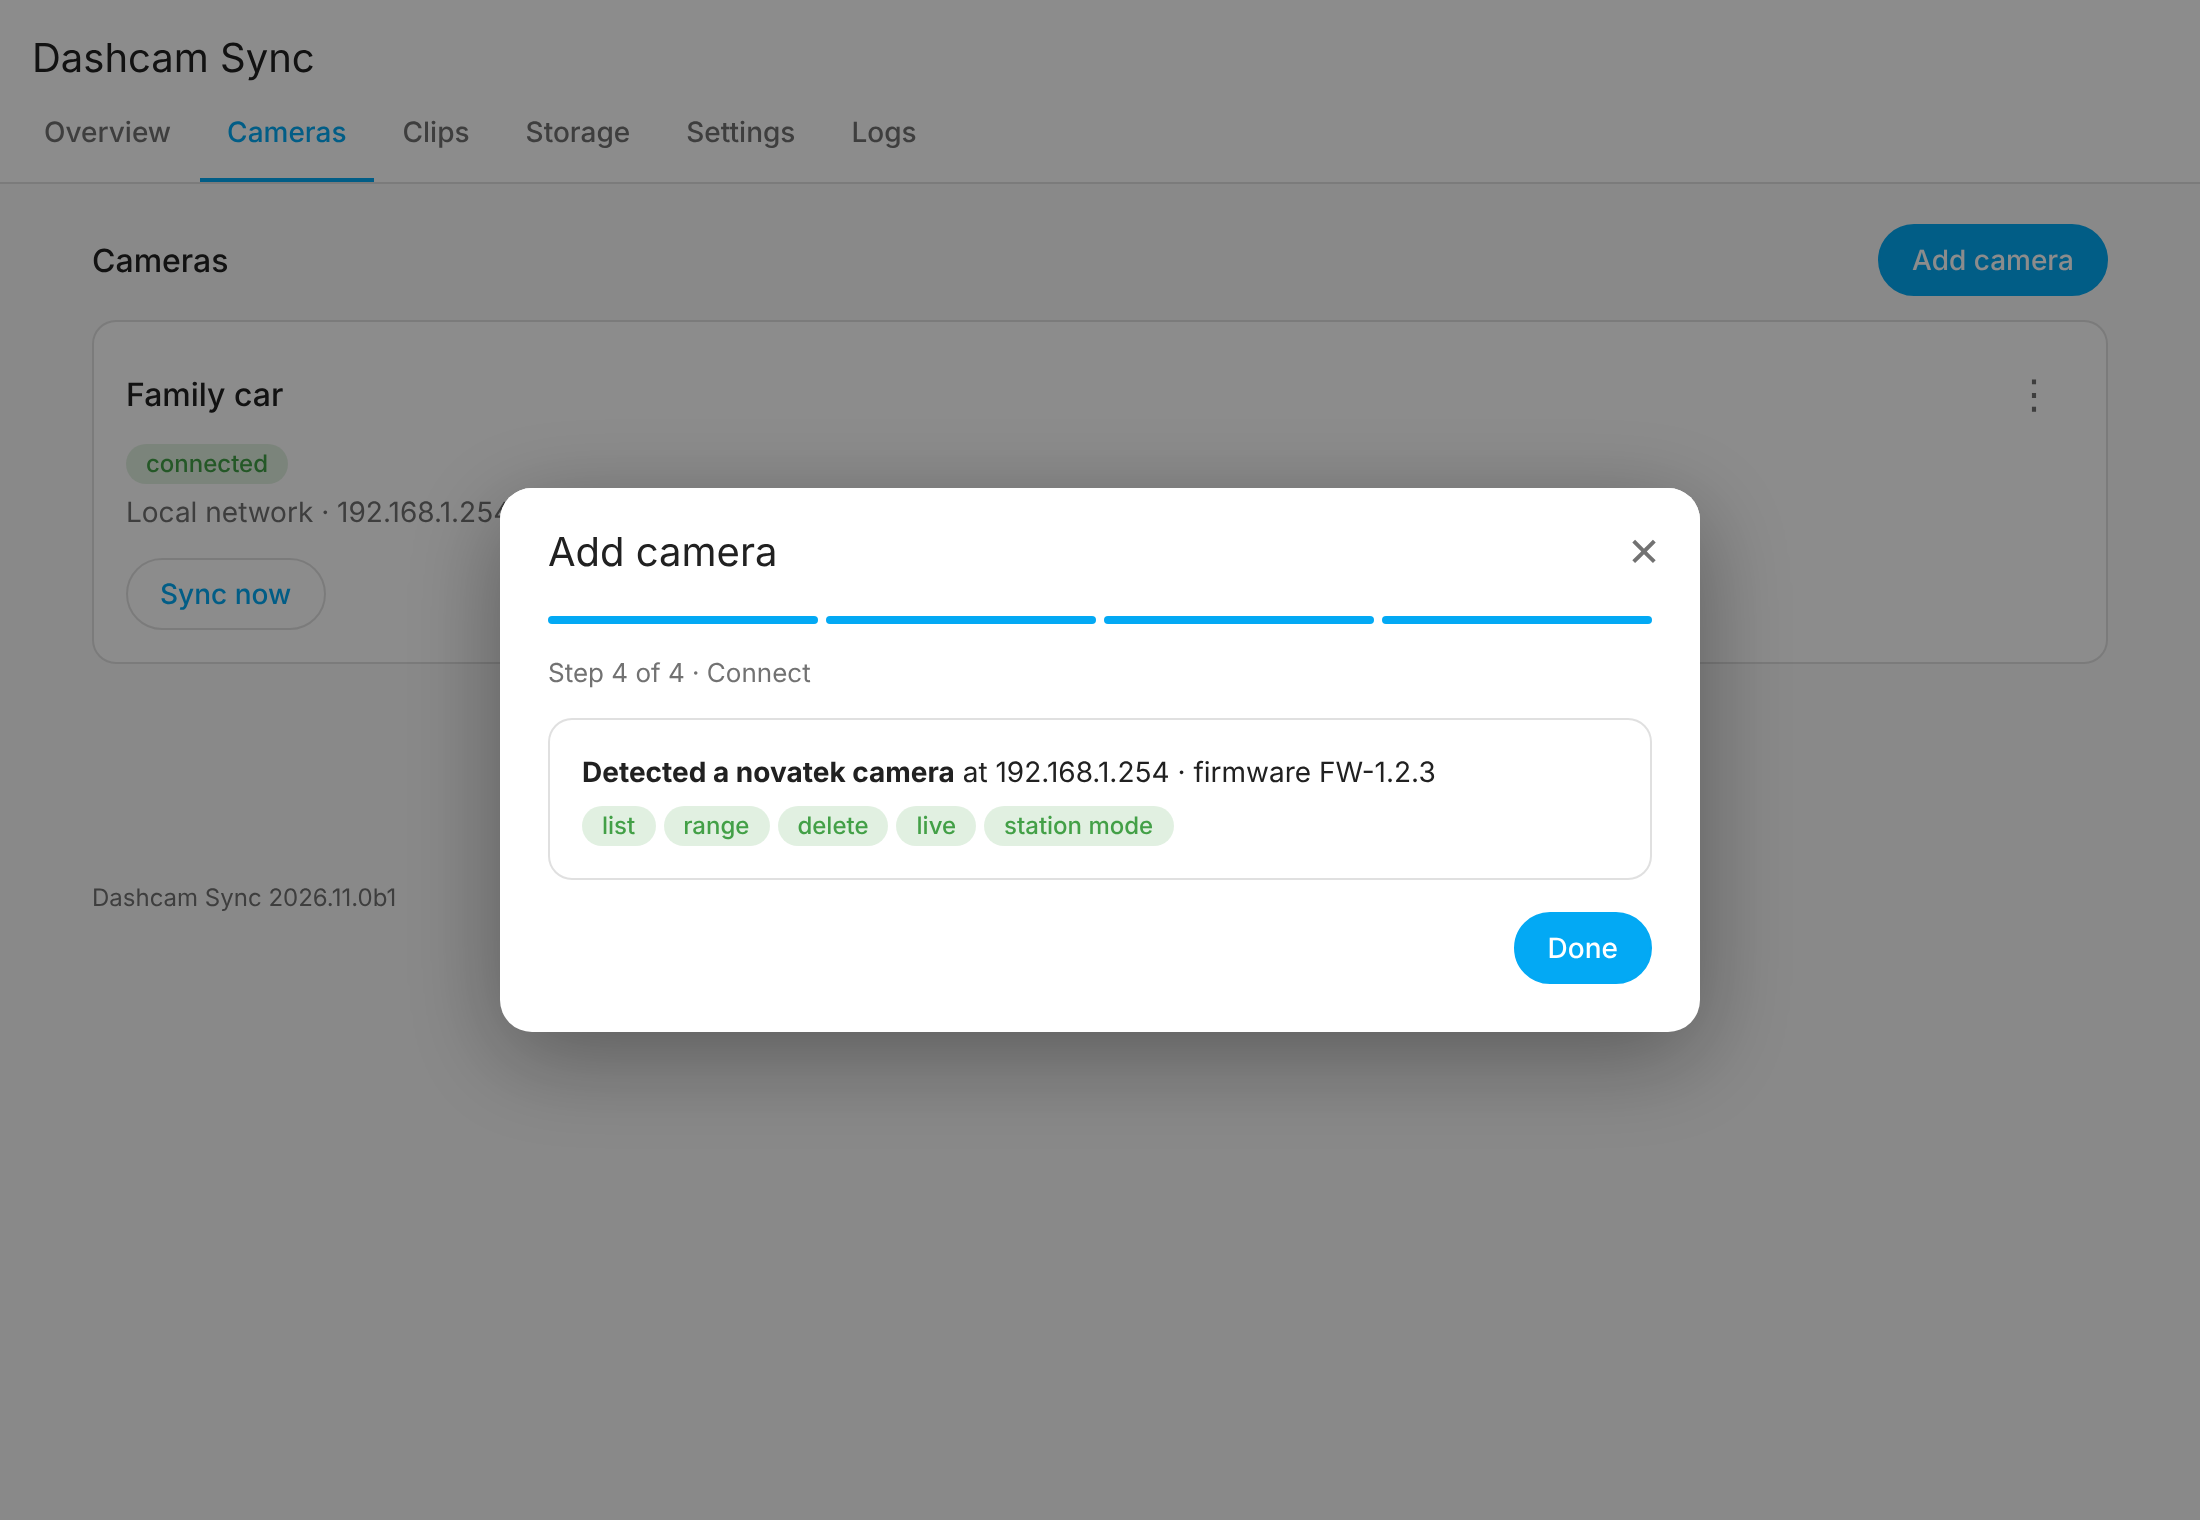 Dashcam Sync
Overview Cameras Clips Storage Settings Logs
Cameras
Add camera
Family car
connected
Local network · 192.168.1.254
Sync now
Add camera
Step 4 of 4 · Connect
Detected a novatek camera at 192.168.1.254 · firmware FW-1.2.3
list range delete live station mode
Done
Dashcam Sync 2026.11.0b1